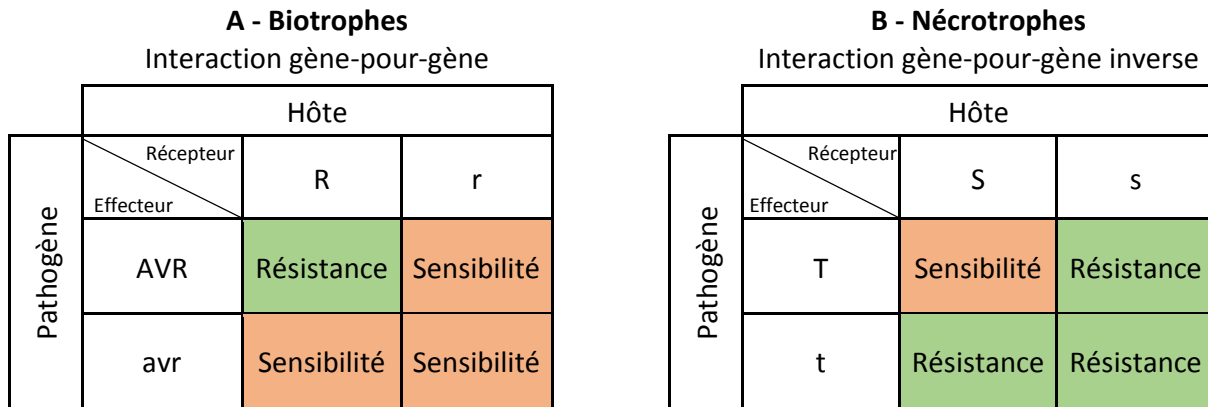 A - Biotrophes
Interaction gène-pour-gène
Hôte
Pathogène
Récepteur
Effecteur
R
r
AVR
Résistance
Sensibilité
avr
Sensibilité
Sensibilité
B - Nécrotrophes
Interaction gène-pour-gène inverse
Hôte
Pathogène
Récepteur
Effecteur
S
s
T
Sensibilité
Résistance
t
Résistance
Résistance